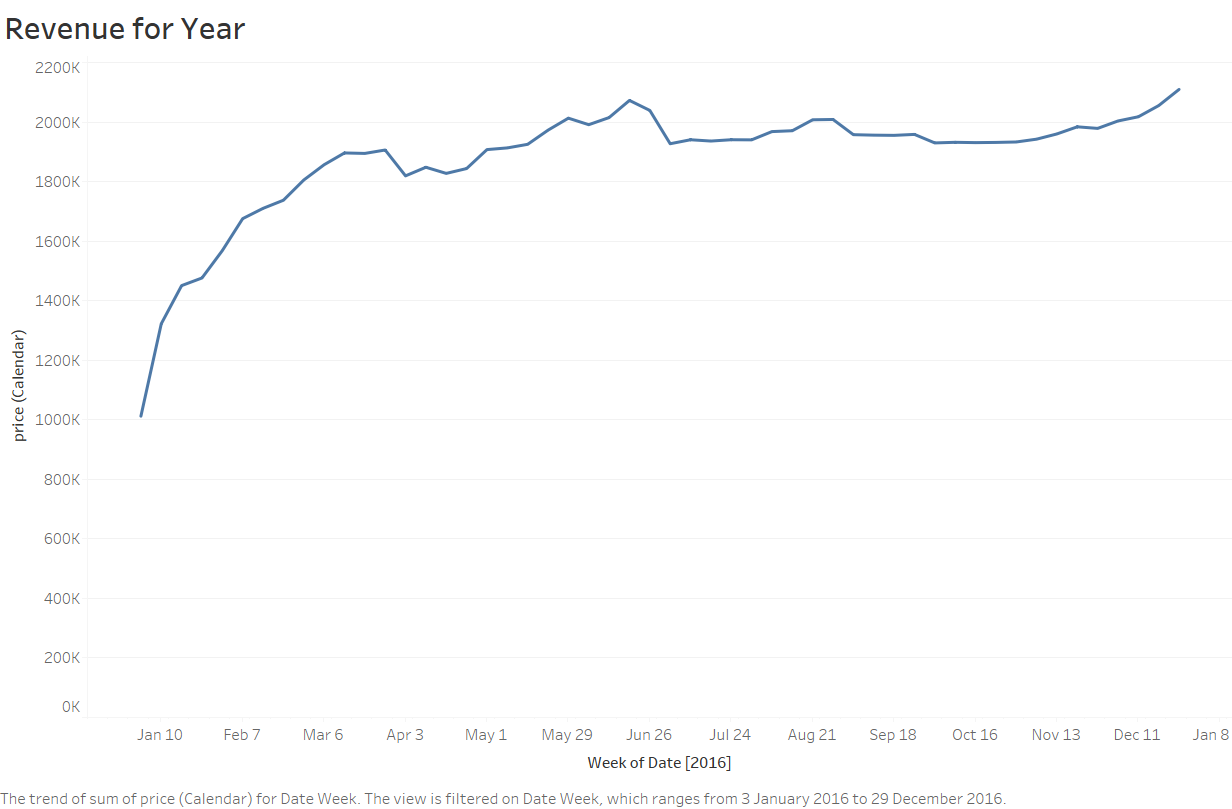 Revenue for Year
2200K
2000K
1800K
1600K
1400K
1200K
1000K
800K
600K
400K
200K
0K
price (Calendar)
Jan 10 Feb 7 Mar 6 Apr 3 May 1 May 29 Jun 26 Jul 24 Aug 21 Sep 18 Oct 16 Nov 13 Dec 11 Jan 8
Week of Date [2016]
The trend of sum of price (Calendar) for Date Week. The view is filtered on Date Week, which ranges from 3 January 2016 to 29 December 2016.